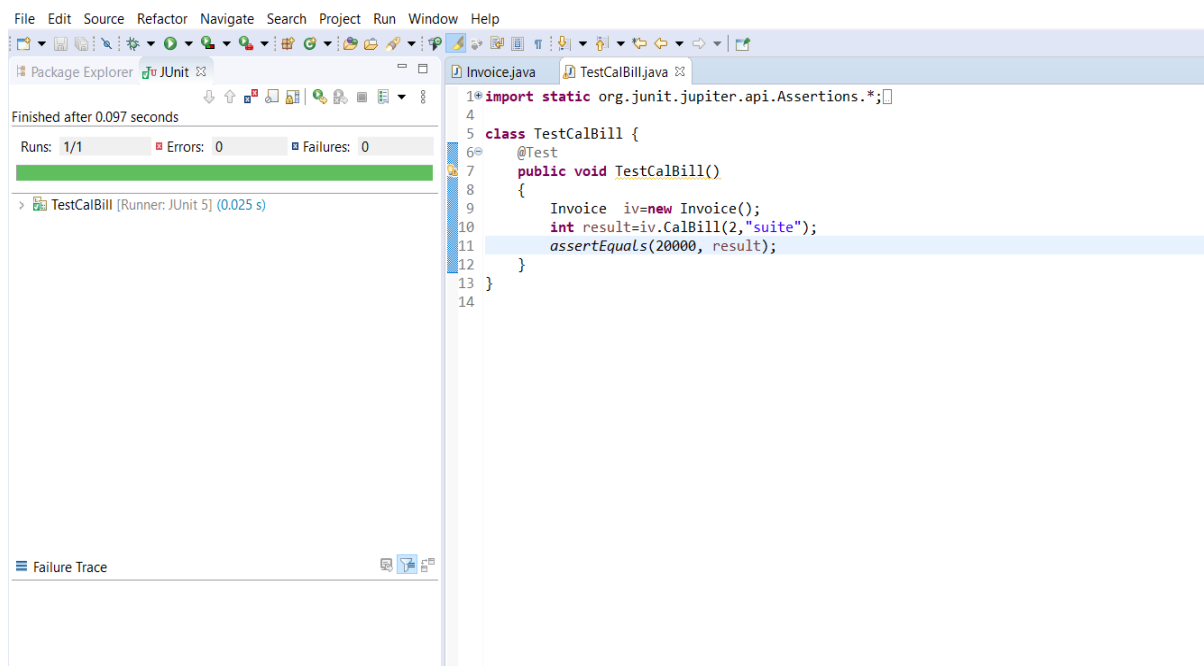 File Edit Source Refactor Navigate Search Project Run Window Help
Package Explorer JUnit
Finished after 0.097 seconds
Runs: 1/1 Errors: 0 Failures: 0
TestCalBill [Runner: JUnit 5] (0.025 s)
Failure Trace
Invoice.java TestCalBill.java
1 import static org.junit.jupiter.api.Assertions.*;
4
5 class TestCalBill {
6 @Test
7 public void TestCalBill()
8 {
9 Invoice  iv=new Invoice();
10 int result=iv.CalBill(2,"suite");
11 assertEquals(20000, result);
12 }
13 }
14